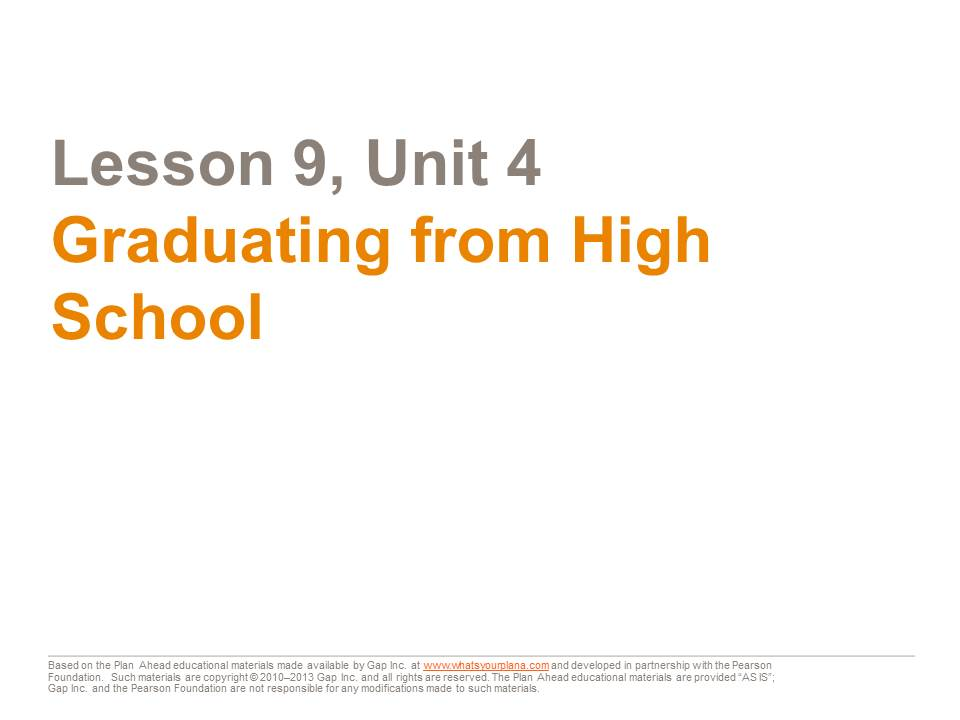 Lesson 9, Unit 4
Graduating from High
School
Based on the Plan Ahead educational materials made available by Gap Inc. at www.whatsyourplana.com and developed in partnership with the Pearson
Foundation. Such materials are copyright © 2010–2013 Gap Inc. and all rights are reserved. The Plan Ahead educational materials are provided “AS IS”;
Gap Inc. and the Pearson Foundation are not responsible for any modifications made to such materials.